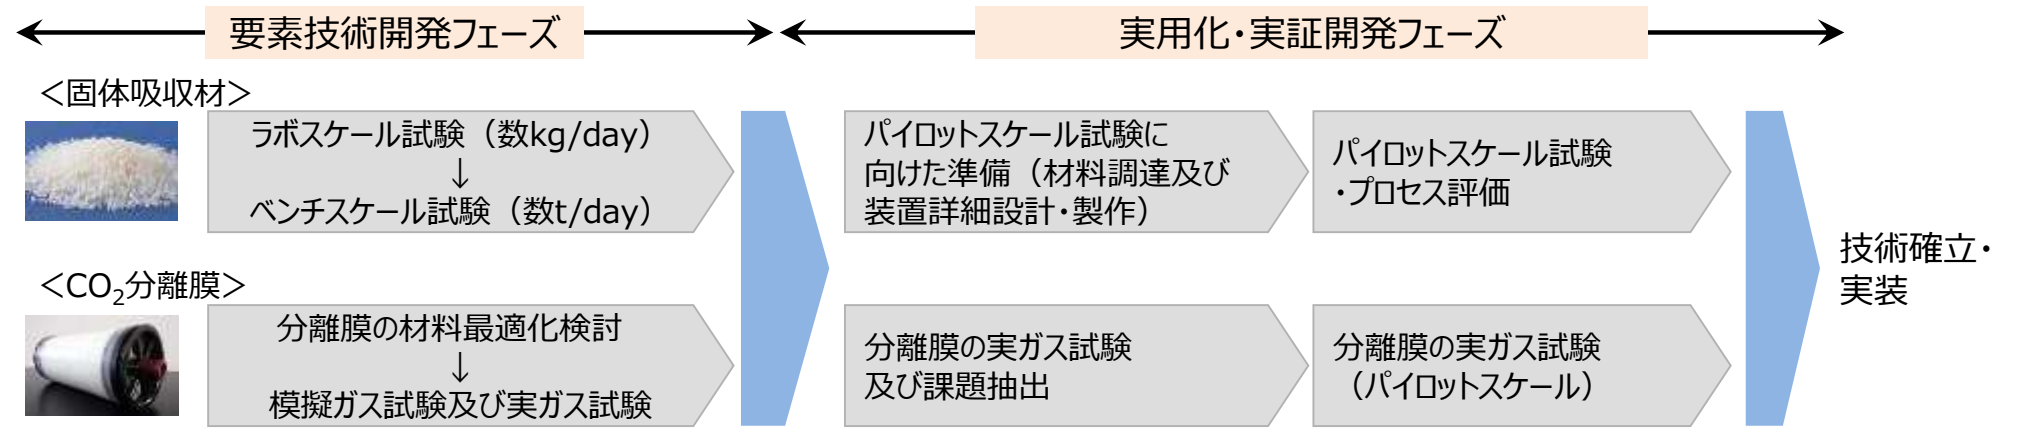 要素技術開発フェーズ
実用化・実証開発フェーズ
＜固体吸収材＞
ラボスケール試験（数kg/day）
↓
ベンチスケール試験（数t/day）
パイロットスケール試験に
向けた準備（材料調達及び
装置詳細設計・製作）
パイロットスケール試験
・プロセス評価
＜CO₂分離膜＞
分離膜の材料最適化検討
↓
模擬ガス試験及び実ガス試験
分離膜の実ガス試験
及び課題抽出
分離膜の実ガス試験
（パイロットスケール）
技術確立・
実装